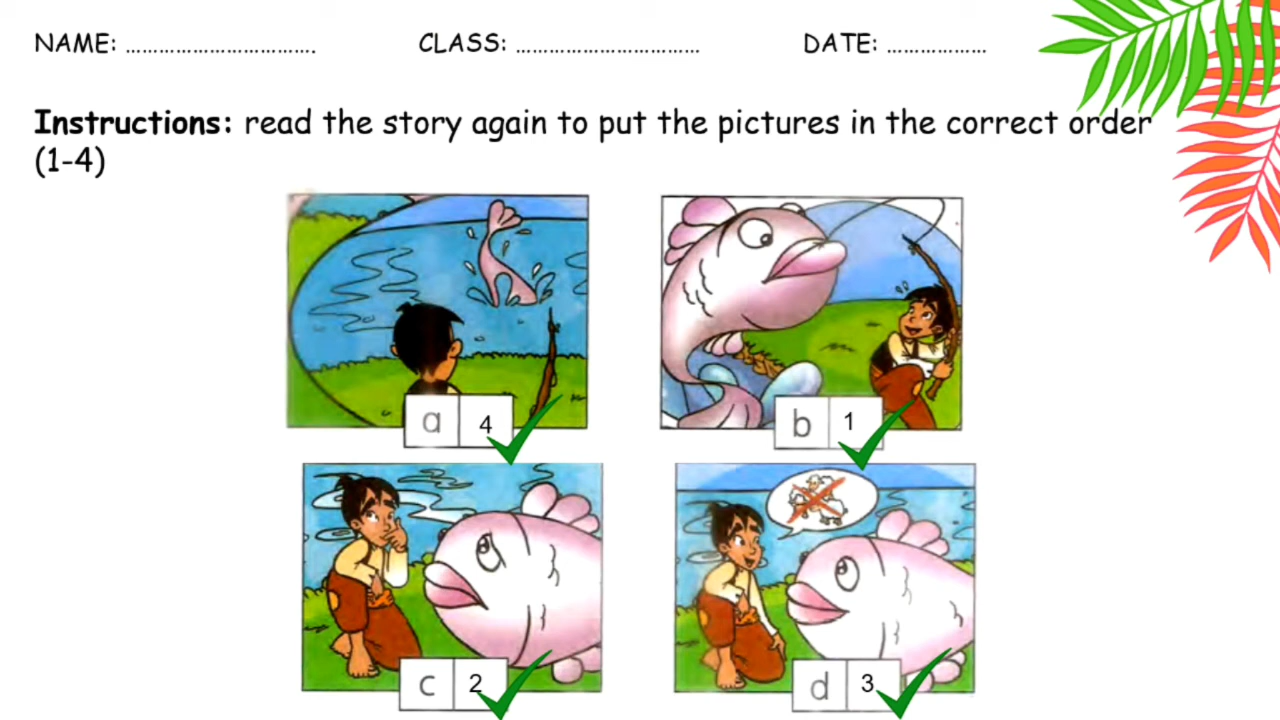 NAME: ……………………………. CLASS: …………………………… DATE: ………………
Instructions: read the story again to put the pictures in the correct order
(1-4)
a 4
b 1
c 2
d 3